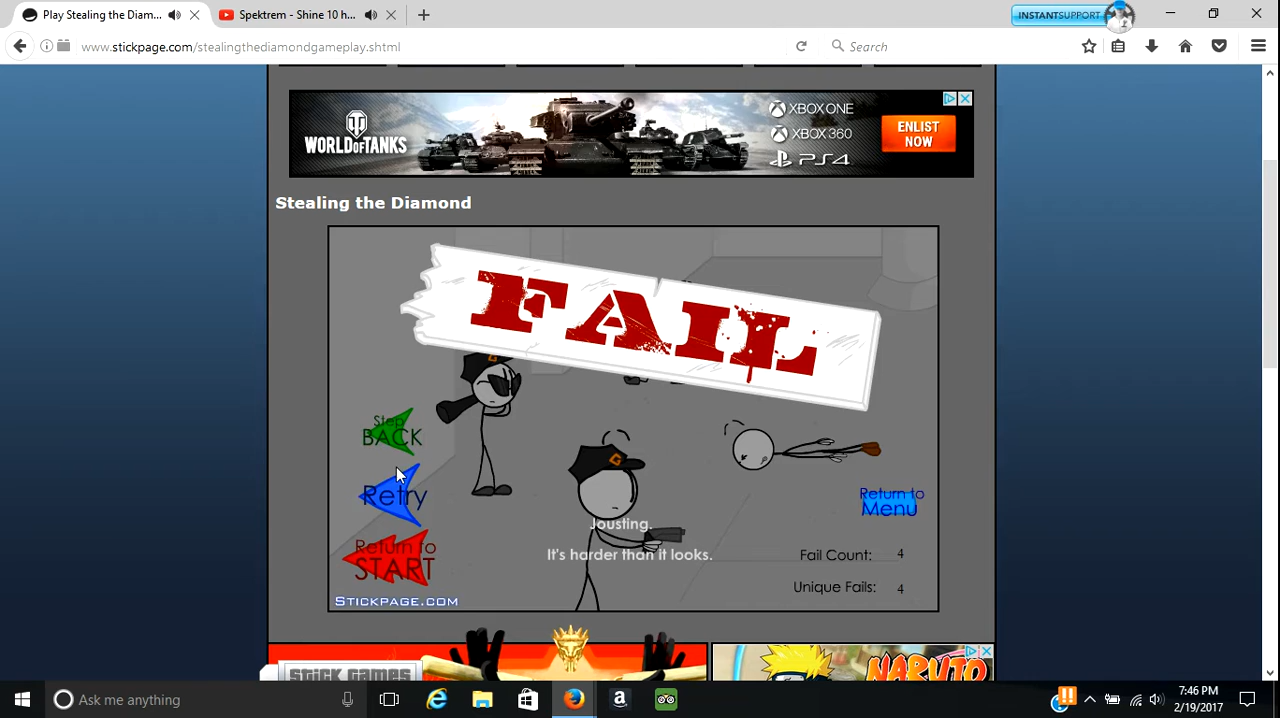 Play Stealing the Diam...
Spektrem - Shine 10 h...
INSTANTSUPPORT
www.stickpage.com/stealingthediamondgameplay.shtml
Search
WORLD OF TANKS
XBOX ONE
XBOX 360
PS4
ENLIST
NOW
Stealing the Diamond
FAIL
Step
BACK
Retry
Return to
START
Jousting.
It's harder than it looks.
Return to
Menu
Fail Count: 4
Unique Fails: 4
STICKPAGE.COM
STICK GAMES
NARUTO
Ask me anything
7:46 PM
2/19/2017